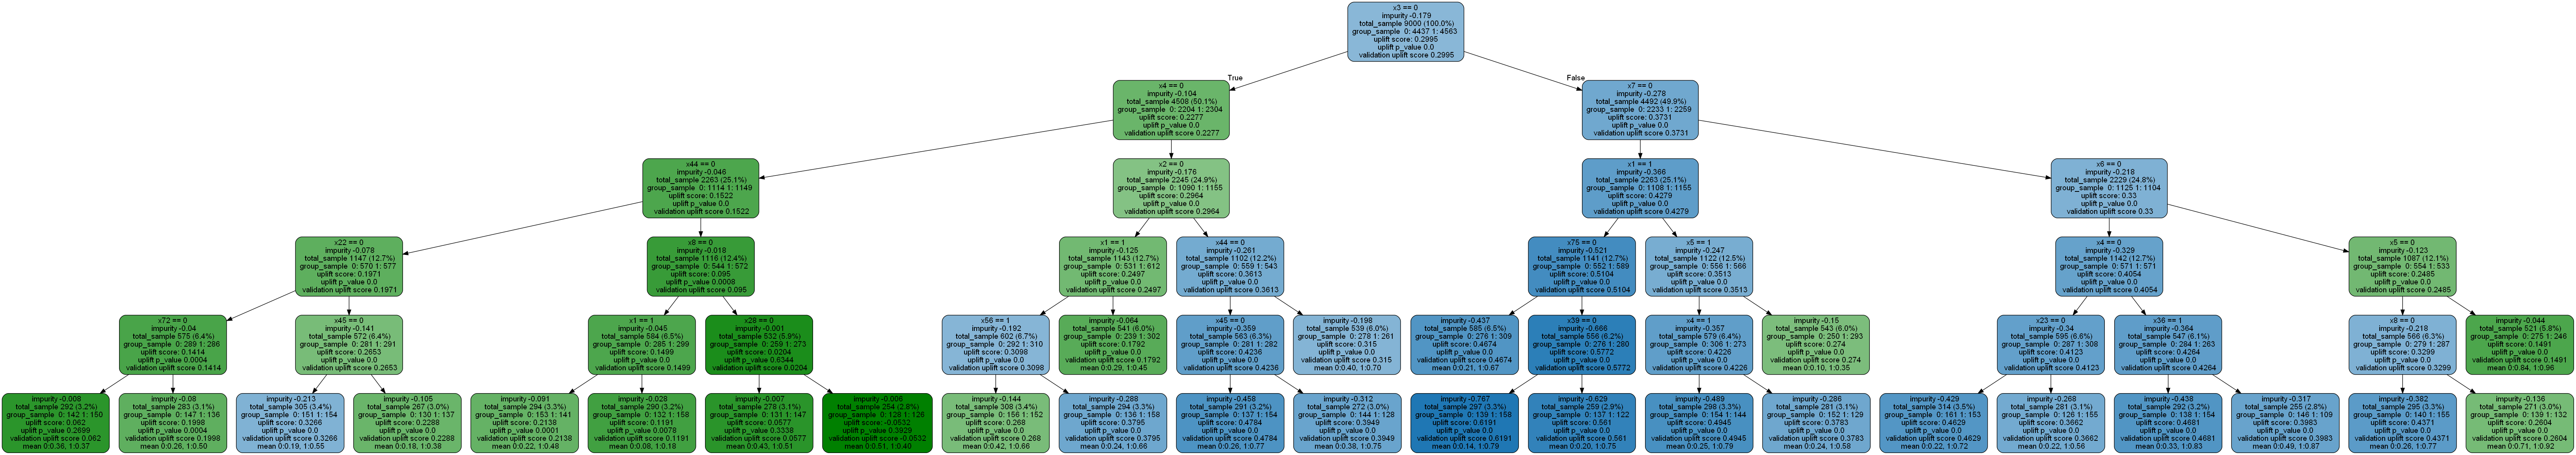 x3 == 0
impurity -0.179
total_sample 9000 (100.0%)
group_sample 0: 4437 1: 4563
uplift score: 0.2995
uplift p_value 0.0
validation uplift score 0.2995
True
False
x4 == 0
impurity -0.104
total_sample 4508 (50.1%)
group_sample 0: 2204 1: 2304
uplift score: 0.2277
uplift p_value 0.0
validation uplift score 0.2277
x7 == 0
impurity -0.278
total_sample 4492 (49.9%)
group_sample 0: 2233 1: 2259
uplift score: 0.3731
uplift p_value 0.0
validation uplift score 0.3731
x44 == 0
impurity -0.046
total_sample 2263 (25.1%)
group_sample 0: 1114 1: 1149
uplift score: 0.1522
uplift p_value 0.0
validation uplift score 0.1522
x2 == 0
impurity -0.176
total_sample 2245 (24.9%)
group_sample 0: 1090 1: 1155
uplift score: 0.2964
uplift p_value 0.0
validation uplift score 0.2964
x1 == 1
impurity -0.366
total_sample 2263 (25.1%)
group_sample 0: 1108 1: 1155
uplift score: 0.4279
uplift p_value 0.0
validation uplift score 0.4279
x6 == 0
impurity -0.218
total_sample 2229 (24.8%)
group_sample 0: 1125 1: 1104
uplift score: 0.33
uplift p_value 0.0
validation uplift score 0.33
x22 == 0
impurity -0.078
total_sample 1147 (12.7%)
group_sample 0: 570 1: 577
uplift score: 0.1971
uplift p_value 0.0
validation uplift score 0.1971
x8 == 0
impurity -0.018
total_sample 1116 (12.4%)
group_sample 0: 544 1: 572
uplift score: 0.095
uplift p_value 0.0008
validation uplift score 0.095
x1 == 1
impurity -0.125
total_sample 1143 (12.7%)
group_sample 0: 531 1: 612
uplift score: 0.2497
uplift p_value 0.0
validation uplift score 0.2497
x44 == 0
impurity -0.261
total_sample 1102 (12.2%)
group_sample 0: 559 1: 543
uplift score: 0.3613
uplift p_value 0.0
validation uplift score 0.3613
x75 == 0
impurity -0.521
total_sample 1141 (12.7%)
group_sample 0: 552 1: 589
uplift score: 0.5104
uplift p_value 0.0
validation uplift score 0.5104
x5 == 1
impurity -0.247
total_sample 1122 (12.5%)
group_sample 0: 556 1: 566
uplift score: 0.3513
uplift p_value 0.0
validation uplift score 0.3513
x4 == 0
impurity -0.329
total_sample 1142 (12.7%)
group_sample 0: 571 1: 571
uplift score: 0.4054
uplift p_value 0.0
validation uplift score 0.4054
x5 == 0
impurity -0.123
total_sample 1087 (12.1%)
group_sample 0: 554 1: 533
uplift score: 0.2485
uplift p_value 0.0
validation uplift score 0.2485
x72 == 0
impurity -0.04
total_sample 575 (6.4%)
group_sample 0: 289 1: 286
uplift score: 0.1414
uplift p_value 0.0004
validation uplift score 0.1414
x45 == 0
impurity -0.141
total_sample 572 (6.4%)
group_sample 0: 281 1: 291
uplift score: 0.2653
uplift p_value 0.0
validation uplift score 0.2653
x1 == 1
impurity -0.045
total_sample 584 (6.5%)
group_sample 0: 285 1: 299
uplift score: 0.1499
uplift p_value 0.0
validation uplift score 0.1499
x28 == 0
impurity -0.001
total_sample 532 (5.9%)
group_sample 0: 259 1: 273
uplift score: 0.0204
uplift p_value 0.6344
validation uplift score 0.0204
x56 == 1
impurity -0.192
total_sample 602 (6.7%)
group_sample 0: 292 1: 310
uplift score: 0.3098
uplift p_value 0.0
validation uplift score 0.3098
impurity -0.064
total_sample 541 (6.0%)
group_sample 0: 239 1: 302
uplift score: 0.1792
uplift p_value 0.0
validation uplift score 0.1792
mean 0:0.29, 1:0.45
x45 == 0
impurity -0.359
total_sample 563 (6.3%)
group_sample 0: 281 1: 282
uplift score: 0.4236
uplift p_value 0.0
validation uplift score 0.4236
impurity -0.198
total_sample 539 (6.0%)
group_sample 0: 278 1: 261
uplift score: 0.315
uplift p_value 0.0
validation uplift score 0.315
mean 0:0.40, 1:0.70
impurity -0.437
total_sample 585 (6.5%)
group_sample 0: 276 1: 309
uplift score: 0.4674
uplift p_value 0.0
validation uplift score 0.4674
mean 0:0.21, 1:0.67
x39 == 0
impurity -0.666
total_sample 556 (6.2%)
group_sample 0: 276 1: 280
uplift score: 0.5772
uplift p_value 0.0
validation uplift score 0.5772
x4 == 1
impurity -0.357
total_sample 579 (6.4%)
group_sample 0: 306 1: 273
uplift score: 0.4226
uplift p_value 0.0
validation uplift score 0.4226
impurity -0.15
total_sample 543 (6.0%)
group_sample 0: 250 1: 293
uplift score: 0.274
uplift p_value 0.0
validation uplift score 0.274
mean 0:0.10, 1:0.35
x23 == 0
impurity -0.34
total_sample 595 (6.6%)
group_sample 0: 287 1: 308
uplift score: 0.4123
uplift p_value 0.0
validation uplift score 0.4123
x36 == 1
impurity -0.364
total_sample 547 (6.1%)
group_sample 0: 284 1: 263
uplift score: 0.4264
uplift p_value 0.0
validation uplift score 0.4264
x8 == 0
impurity -0.218
total_sample 566 (6.3%)
group_sample 0: 279 1: 287
uplift score: 0.3299
uplift p_value 0.0
validation uplift score 0.3299
impurity -0.044
total_sample 521 (5.8%)
group_sample 0: 275 1: 246
uplift score: 0.1491
uplift p_value 0.0
validation uplift score 0.1491
mean 0:0.84, 1:0.96
impurity -0.008
total_sample 292 (3.2%)
group_sample 0: 142 1: 150
uplift score: 0.062
uplift p_value 0.2699
validation uplift score 0.062
mean 0:0.36, 1:0.37
impurity -0.08
total_sample 283 (3.1%)
group_sample 0: 147 1: 136
uplift score: 0.1998
uplift p_value 0.0004
validation uplift score 0.1998
mean 0:0.26, 1:0.50
impurity -0.213
total_sample 305 (3.4%)
group_sample 0: 151 1: 154
uplift score: 0.3266
uplift p_value 0.0
validation uplift score 0.3266
mean 0:0.19, 1:0.55
impurity -0.105
total_sample 267 (3.0%)
group_sample 0: 130 1: 137
uplift score: 0.2288
uplift p_value 0.0
validation uplift score 0.2288
mean 0:0.18, 1:0.38
impurity -0.091
total_sample 294 (3.3%)
group_sample 0: 153 1: 141
uplift score: 0.2138
uplift p_value 0.0001
validation uplift score 0.2138
mean 0:0.22, 1:0.48
impurity -0.028
total_sample 290 (3.2%)
group_sample 0: 132 1: 158
uplift score: 0.1191
uplift p_value 0.0078
validation uplift score 0.1191
mean 0:0.08, 1:0.18
impurity -0.007
total_sample 278 (3.1%)
group_sample 0: 131 1: 147
uplift score: 0.0577
uplift p_value 0.3338
validation uplift score 0.0577
mean 0:0.43, 1:0.51
impurity -0.006
total_sample 254 (2.8%)
group_sample 0: 128 1: 126
uplift score: -0.0532
uplift p_value 0.3929
validation uplift score -0.0532
mean 0:0.51, 1:0.40
impurity -0.144
total_sample 308 (3.4%)
group_sample 0: 156 1: 152
uplift score: 0.268
uplift p_value 0.0
validation uplift score 0.268
mean 0:0.42, 1:0.66
impurity -0.288
total_sample 294 (3.3%)
group_sample 0: 136 1: 158
uplift score: 0.3795
uplift p_value 0.0
validation uplift score 0.3795
mean 0:0.24, 1:0.66
impurity -0.458
total_sample 291 (3.2%)
group_sample 0: 137 1: 154
uplift score: 0.4784
uplift p_value 0.0
validation uplift score 0.4784
mean 0:0.26, 1:0.77
impurity -0.312
total_sample 272 (3.0%)
group_sample 0: 144 1: 128
uplift score: 0.3949
uplift p_value 0.0
validation uplift score 0.3949
mean 0:0.38, 1:0.75
impurity -0.767
total_sample 297 (3.3%)
group_sample 0: 139 1: 158
uplift score: 0.6191
uplift p_value 0.0
validation uplift score 0.6191
mean 0:0.14, 1:0.79
impurity -0.629
total_sample 259 (2.9%)
group_sample 0: 137 1: 122
uplift score: 0.561
uplift p_value 0.0
validation uplift score 0.561
mean 0:0.20, 1:0.75
impurity -0.489
total_sample 298 (3.3%)
group_sample 0: 154 1: 144
uplift score: 0.4945
uplift p_value 0.0
validation uplift score 0.4945
mean 0:0.25, 1:0.79
impurity -0.286
total_sample 281 (3.1%)
group_sample 0: 152 1: 129
uplift score: 0.3783
uplift p_value 0.0
validation uplift score 0.3783
mean 0:0.24, 1:0.58
impurity -0.429
total_sample 314 (3.5%)
group_sample 0: 161 1: 153
uplift score: 0.4629
uplift p_value 0.0
validation uplift score 0.4629
mean 0:0.22, 1:0.72
impurity -0.268
total_sample 281 (3.1%)
group_sample 0: 126 1: 155
uplift score: 0.3662
uplift p_value 0.0
validation uplift score 0.3662
mean 0:0.22, 1:0.56
impurity -0.438
total_sample 292 (3.2%)
group_sample 0: 138 1: 154
uplift score: 0.4681
uplift p_value 0.0
validation uplift score 0.4681
mean 0:0.33, 1:0.83
impurity -0.317
total_sample 255 (2.8%)
group_sample 0: 146 1: 109
uplift score: 0.3983
uplift p_value 0.0
validation uplift score 0.3983
mean 0:0.49, 1:0.87
impurity -0.382
total_sample 295 (3.3%)
group_sample 0: 140 1: 155
uplift score: 0.4371
uplift p_value 0.0
validation uplift score 0.4371
mean 0:0.26, 1:0.77
impurity -0.136
total_sample 271 (3.0%)
group_sample 0: 139 1: 132
uplift score: 0.2604
uplift p_value 0.0
validation uplift score 0.2604
mean 0:0.71, 1:0.92